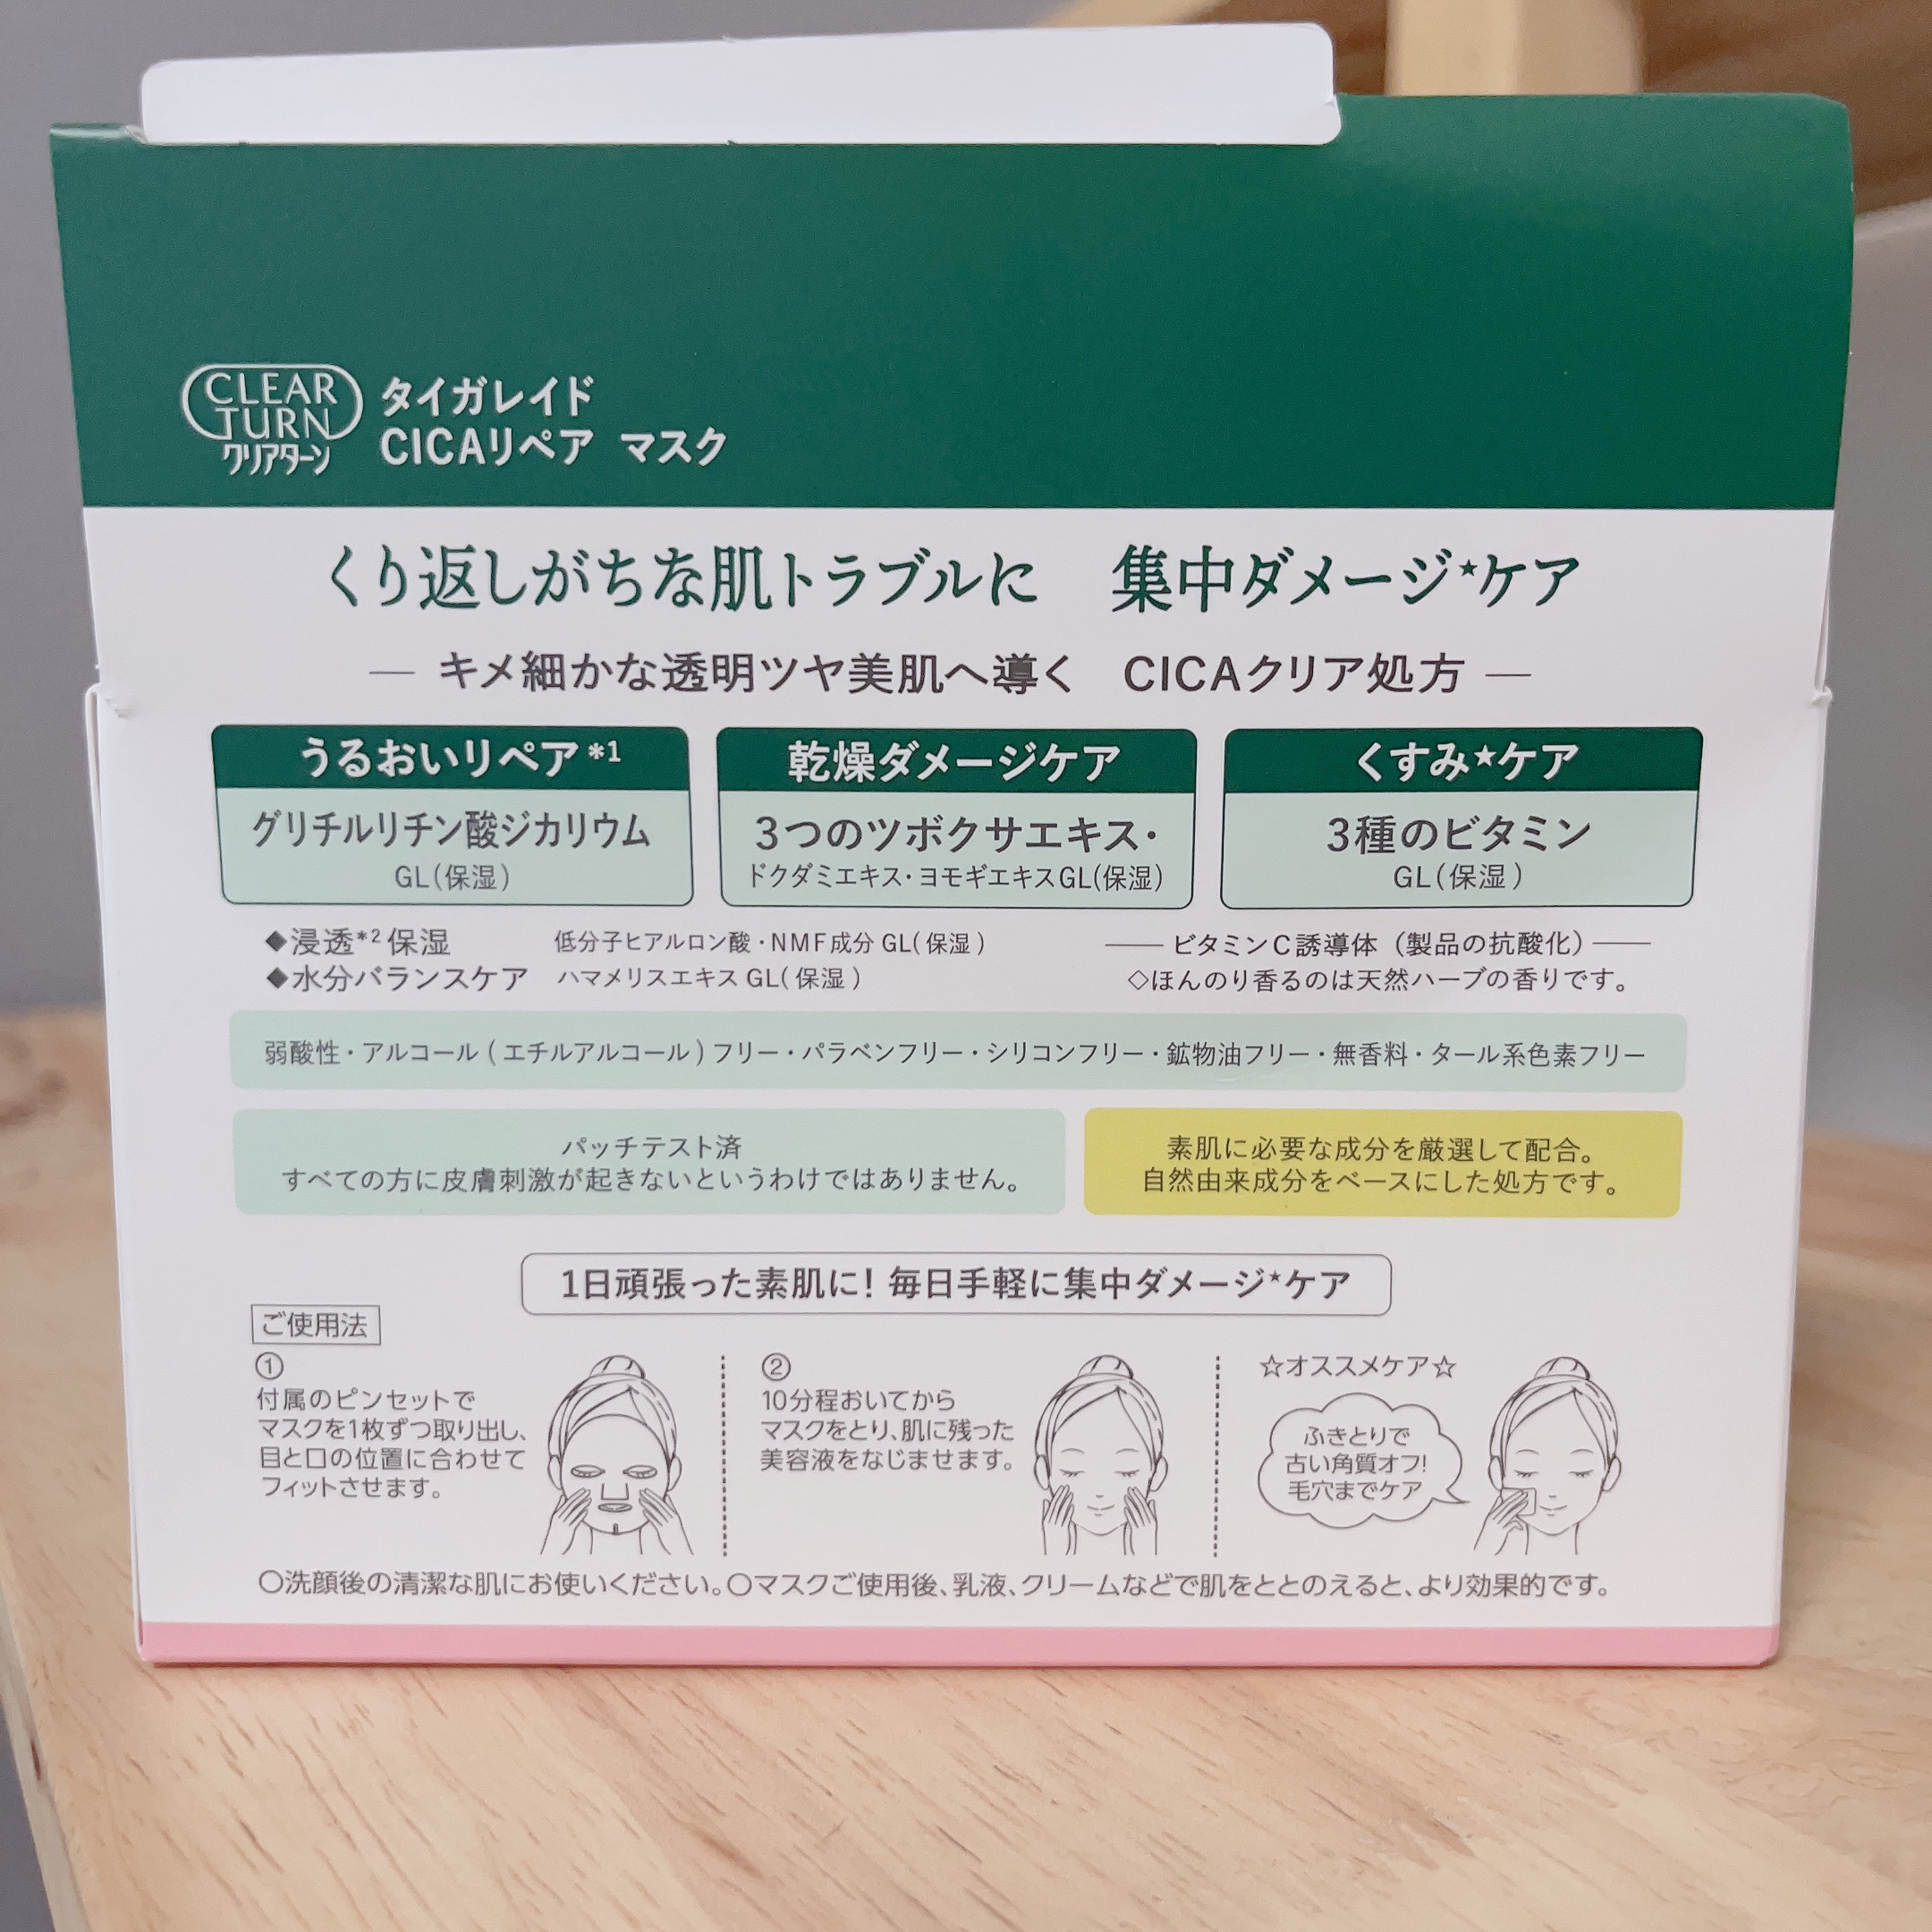 CLEAR
TURN
クリアターン
タイガレイド
CICAリペア マスク
くり返しがちな肌トラブルに 集中ダメージ★ケア
― キメ細かな透明ツヤ美肌へ導く CICAクリア処方 ―
うるおいリペア*1
グリチルリチン酸ジカリウム
GL(保湿)
乾燥ダメージケア
3つのツボクサエキス・
ドクダミエキス・ヨモギエキスGL(保湿)
くすみ★ケア
3種のビタミン
GL(保湿)
◆浸透*2保湿 低分子ヒアルロン酸・NMF成分 GL(保湿)
◆水分バランスケア ハマメリスエキス GL(保湿)
― ビタミンC誘導体(製品の抗酸化) ―
◇ほんのり香るのは天然ハーブの香りです。
弱酸性・アルコール(エチルアルコール)フリー・パラベンフリー・シリコンフリー・鉱物油フリー・無香料・タール系色素フリー
パッチテスト済
すべての方に皮膚刺激が起きないというわけではありません。
素肌に必要な成分を厳選して配合。
自然由来成分をベースにした処方です。
1日頑張った素肌に! 毎日手軽に集中ダメージ★ケア
ご使用法
①
付属のピンセットで
マスクを1枚ずつ取り出し、
目と口の位置に合わせて
フィットさせます。
②
10分程おいてから
マスクをとり、肌に残った
美容液をなじませます。
☆オススメケア☆
ふきとりで
古い角質オフ!
毛穴までケア
○洗顔後の清潔な肌にお使いください。○マスクご使用後、乳液、クリームなどで肌をととのえると、より効果的です。